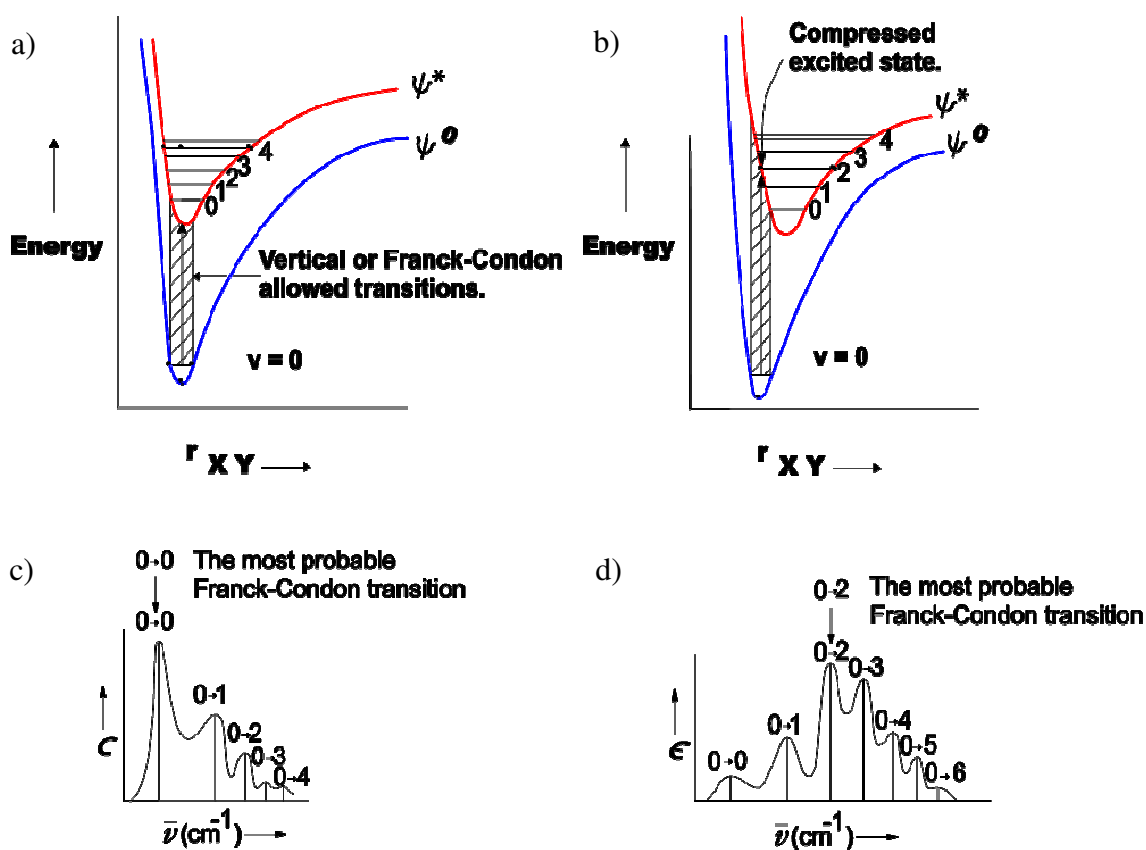 a)
ψ*
ψo
4
3
2
1
0
Energy
Vertical or Franck-Condon
allowed transitions.
v = 0
r X Y
b)
Compressed
excited state.
ψ*
ψo
4
3
2
1
0
Energy
v = 0
r X Y
c)
0→0 The most probable
Franck-Condon transition
0→0
0→1
0→2
0→3
0→4
ν̅(cm-1)
d)
The most probable
0→2 Franck-Condon transition
0→2
0→3
0→1
0→4
0→5
0→0
0→6
ϵ
ν̅(cm-1)